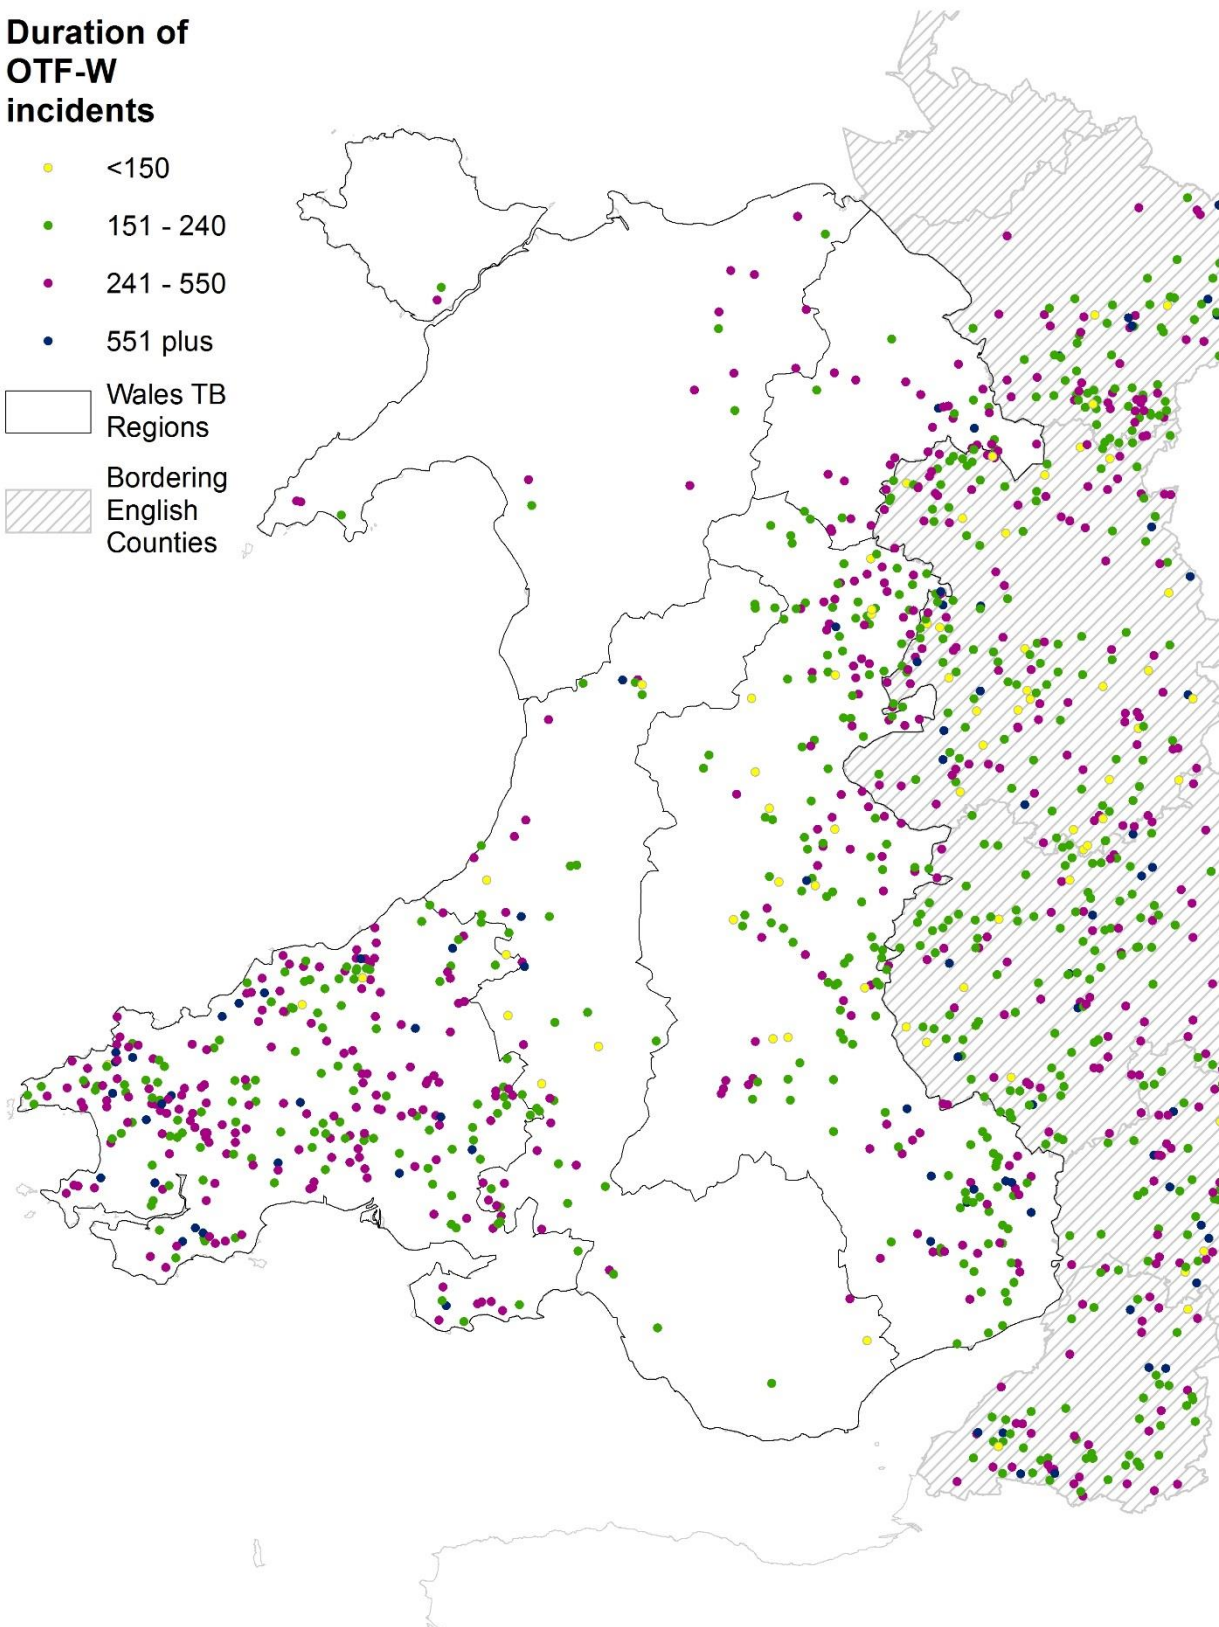 Duration of
OTF-W
incidents
<150
151 - 240
241 - 550
551 plus
Wales TB
Regions
Bordering
English
Counties